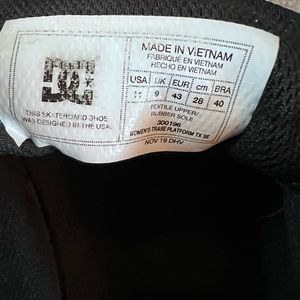 MADE IN VIETNAM
FABRIQUÉ EN VIETNAM
HECHO EN VIETNAM
USA UK EUR cm BRA
11 9 43 28 40
TEXTILE UPPER/
RUBBER SOLE
300196
WOMEN'S TRASE PLATFORM TX SE
NOV 19 DHV
DC
THIS SKATEBOARD SHOE
WAS DESIGNED IN THE USA.